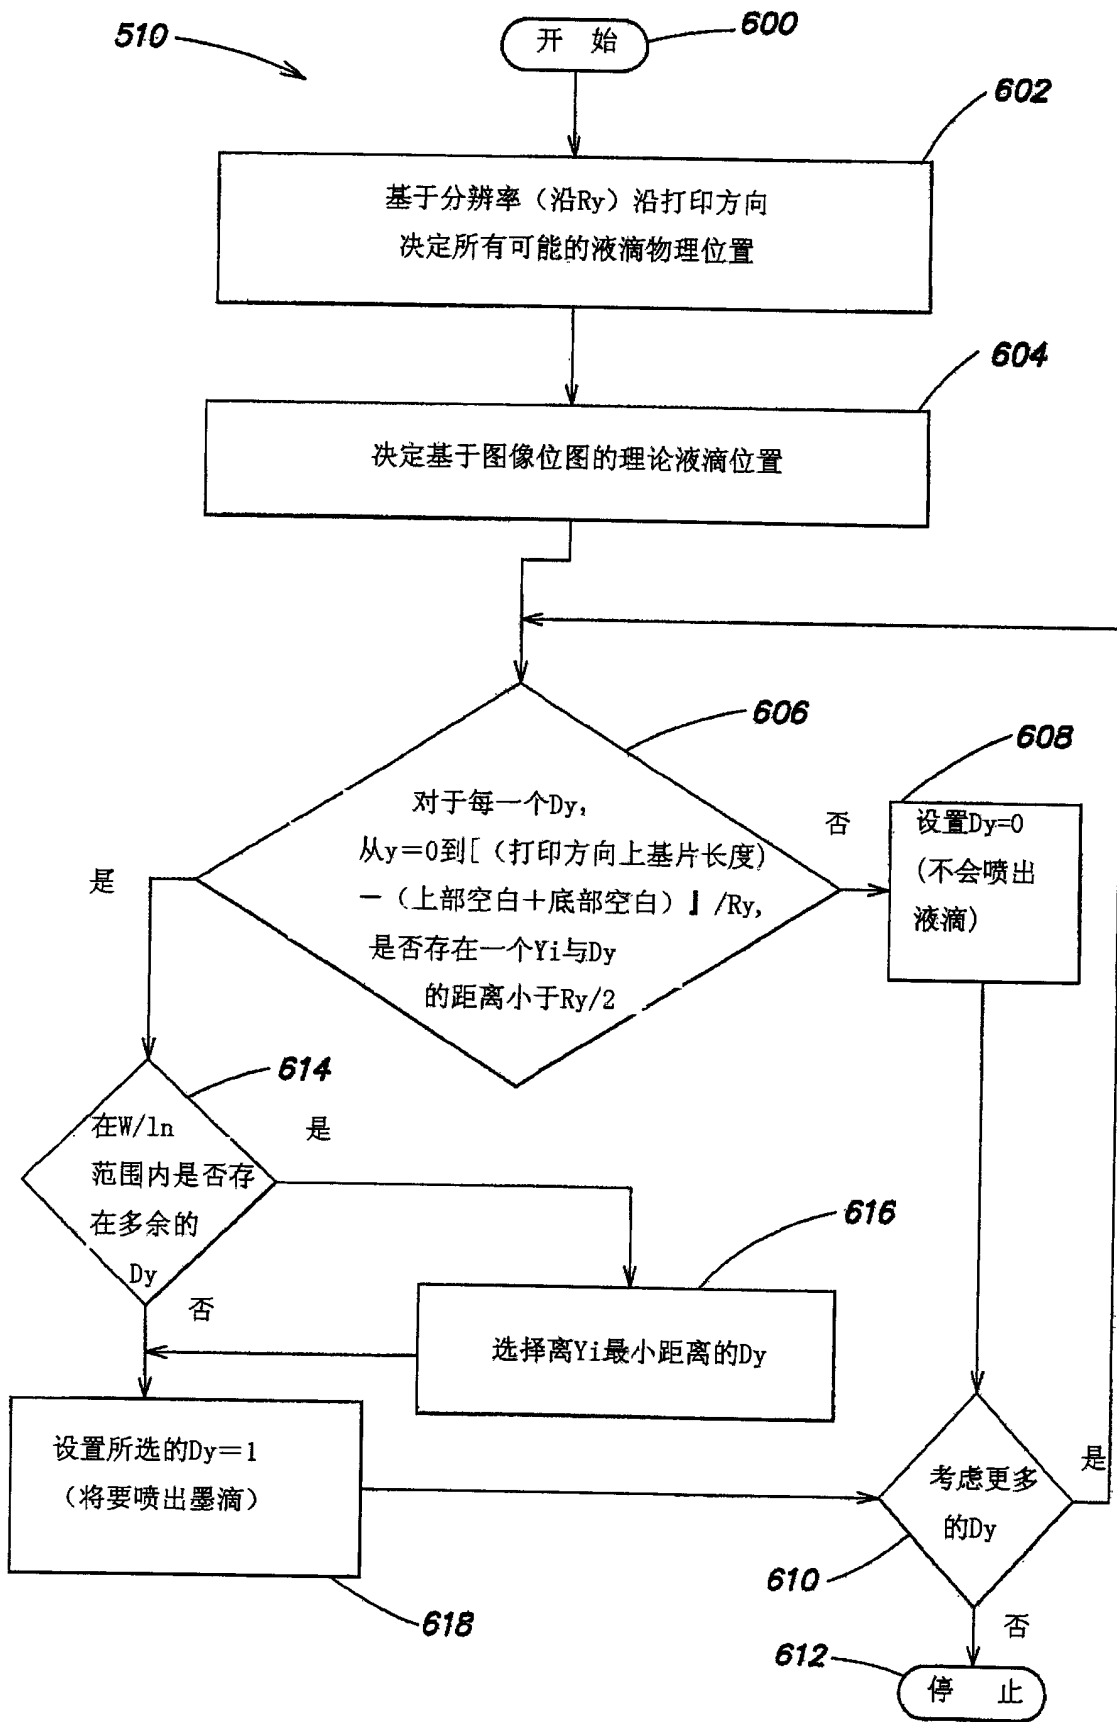 510
开 始
600
602
基于分辨率（沿Ry）沿打印方向
决定所有可能的液滴物理位置
604
决定基于图像位图的理论液滴位置
606
对于每一个Dy，
从y＝0到[（打印方向上基片长度)
－（上部空白＋底部空白）』/Ry,
是否存在一个Yi与Dy
的距离小于Ry/2
是
否
608
设置Dy=0
(不会喷出
液滴)
614
在W/ln
范围内是否存
在多余的
Dy
是
否
616
选择离Yi最小距离的Dy
设置所选的Dy＝1
（将要喷出墨滴）
618
考虑更多
的Dy
是
610
否
612
停 止